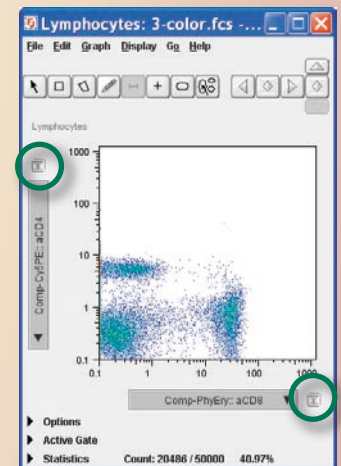 Lymphocytes: 3-color.fcs -...
File Edit Graph Display Go Help
Lymphocytes
1000
100
10
1
0.1
Comp-Cy5PE:: aCD4
0.1 1 10 100 1000
Comp-PhyEry:: aCD8
Options
Active Gate
Statistics Count: 20486 / 50000 40.97%